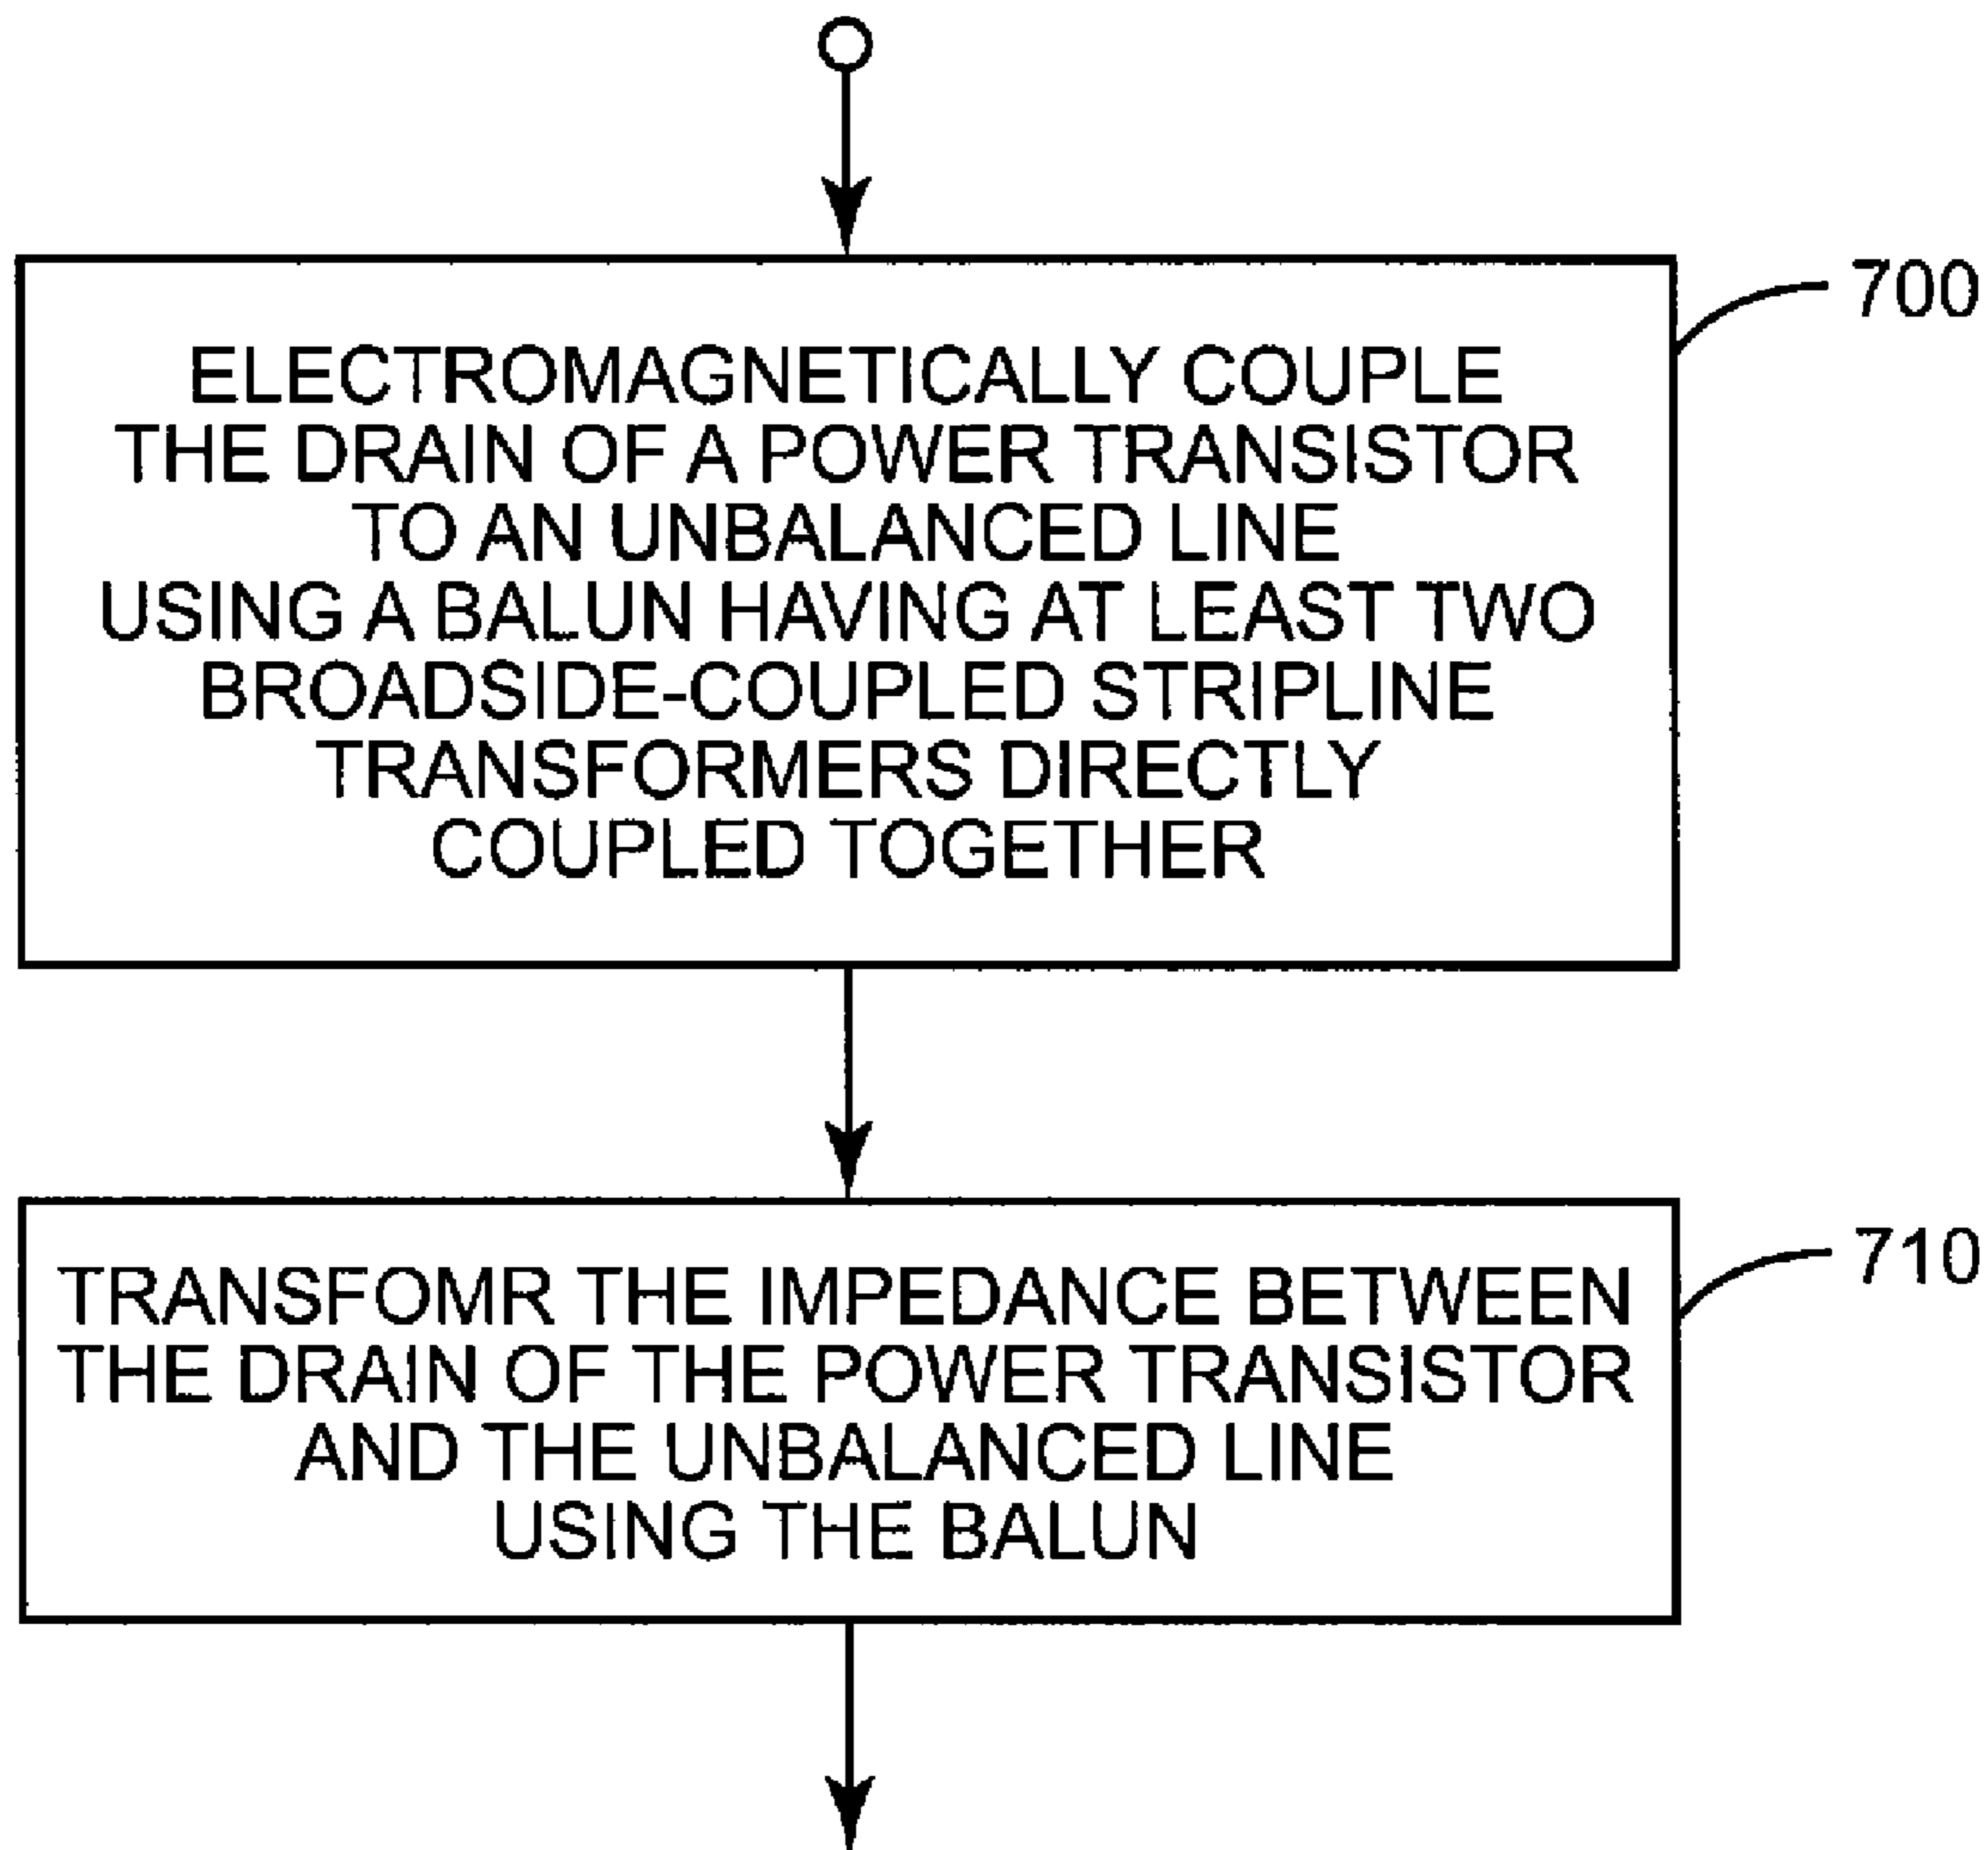 700
ELECTROMAGNETICALLY COUPLE
THE DRAIN OF A POWER TRANSISTOR
TO AN UNBALANCED LINE
USING A BALUN HAVING AT LEAST TWO
BROADSIDE-COUPLED STRIPLINE
TRANSFORMERS DIRECTLY
COUPLED TOGETHER
710
TRANSFOMR THE IMPEDANCE BETWEEN
THE DRAIN OF THE POWER TRANSISTOR
AND THE UNBALANCED LINE
USING THE BALUN